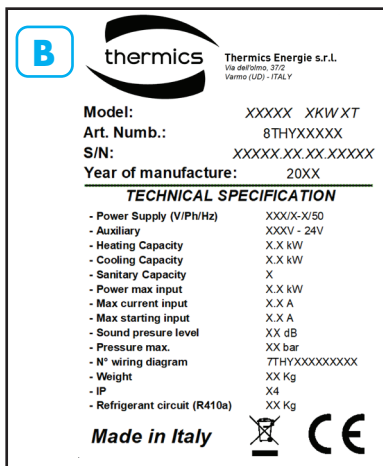 B
thermics
Thermics Energie s.r.l.
Via dell'olmo, 37/2
Varmo (UD) - ITALY
Model: XXXXX XKW XT
Art. Numb.: 8THYXXXXX
S/N: XXXXX.XX.XX.XXXXX
Year of manufacture: 20XX
TECHNICAL SPECIFICATION
- Power Supply (V/Ph/Hz) XXX/X-X/50
- Auxiliary XXXV - 24V
- Heating Capacity X.X kW
- Cooling Capacity X.X kW
- Sanitary Capacity X
- Power max input X.X kW
- Max current input X.X A
- Max starting input X.X A
- Sound presure level XX dB
- Pressure max. XX bar
- N° wiring diagram 7THYXXXXXXXXX
- Weight XX Kg
- IP X4
- Refrigerant circuit (R410a) XX Kg
Made in Italy CE